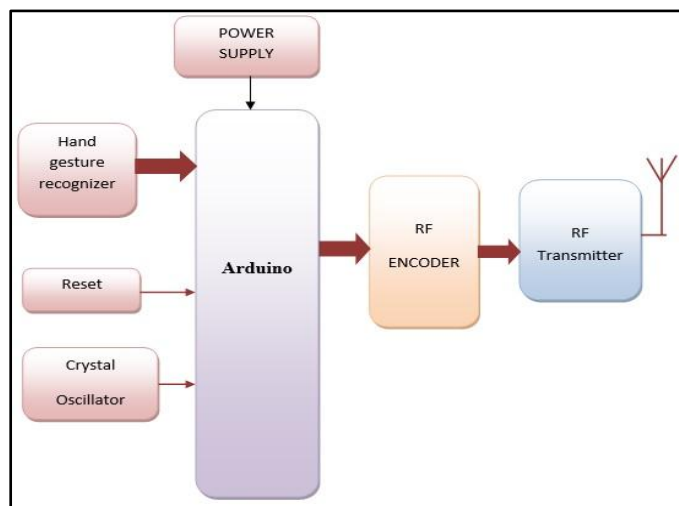 POWER
SUPPLY
Hand
gesture
recognizer
Reset
Crystal
Oscillator
Arduino
RF
ENCODER
RF
Transmitter